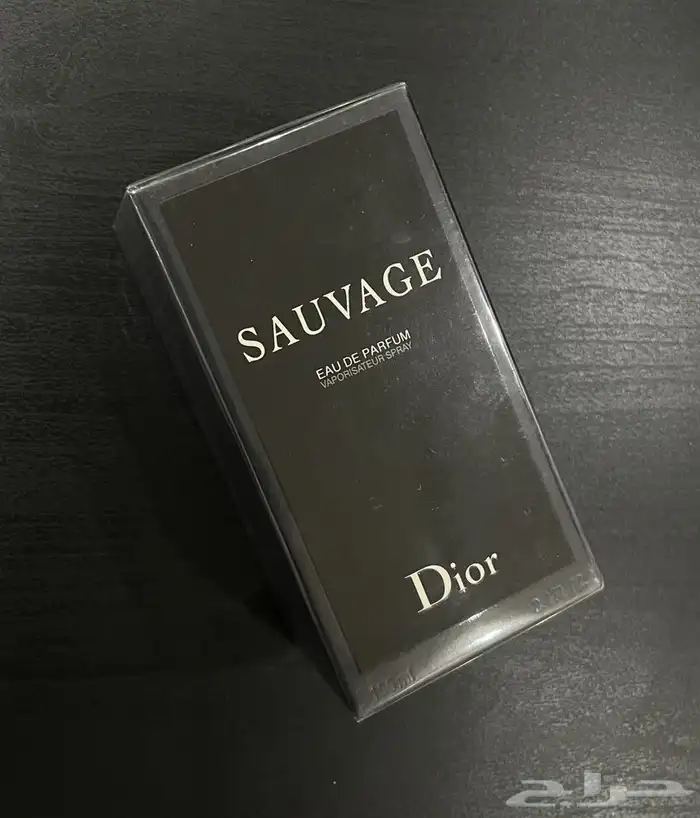 SAUVAGE
EAU DE PARFUM
VAPORISATEUR SPRAY
Dior
حراج